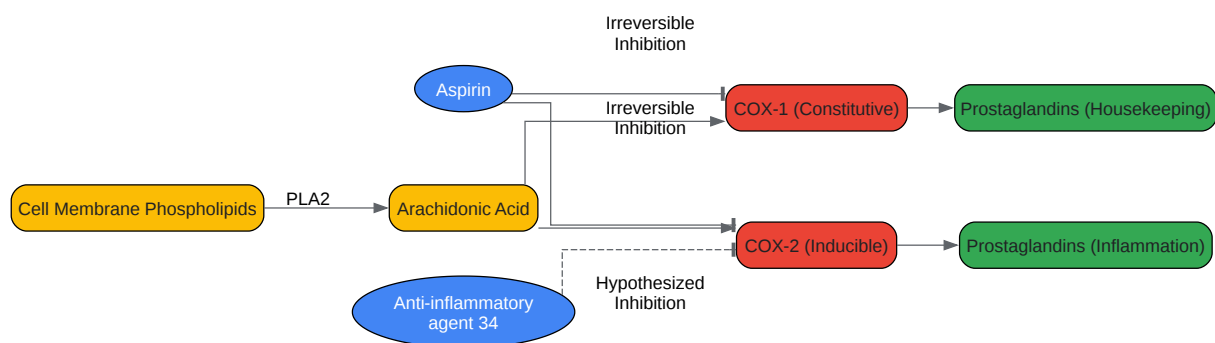 Irreversible
Inhibition
Aspirin
COX-1 (Constitutive)
Prostaglandins (Housekeeping)
Irreversible
Inhibition
PLA2
Cell Membrane Phospholipids
Arachidonic Acid
COX-2 (Inducible)
Prostaglandins (Inflammation)
Hypothesized
Inhibition
Anti-inflammatory
agent 34